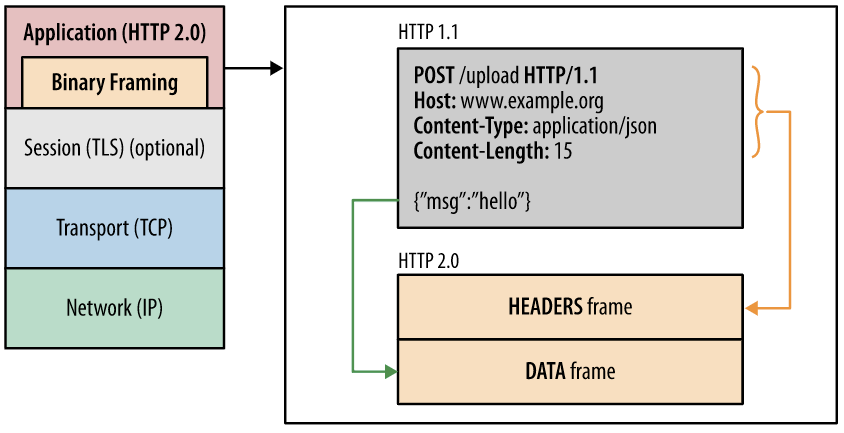 Application (HTTP 2.0)
Binary Framing
Session (TLS) (optional)
Transport (TCP)
Network (IP)
HTTP 1.1
POST /upload HTTP/1.1
Host: www.example.org
Content-Type: application/json
Content-Length: 15
{”msg”:”hello”}
HTTP 2.0
HEADERS frame
DATA frame